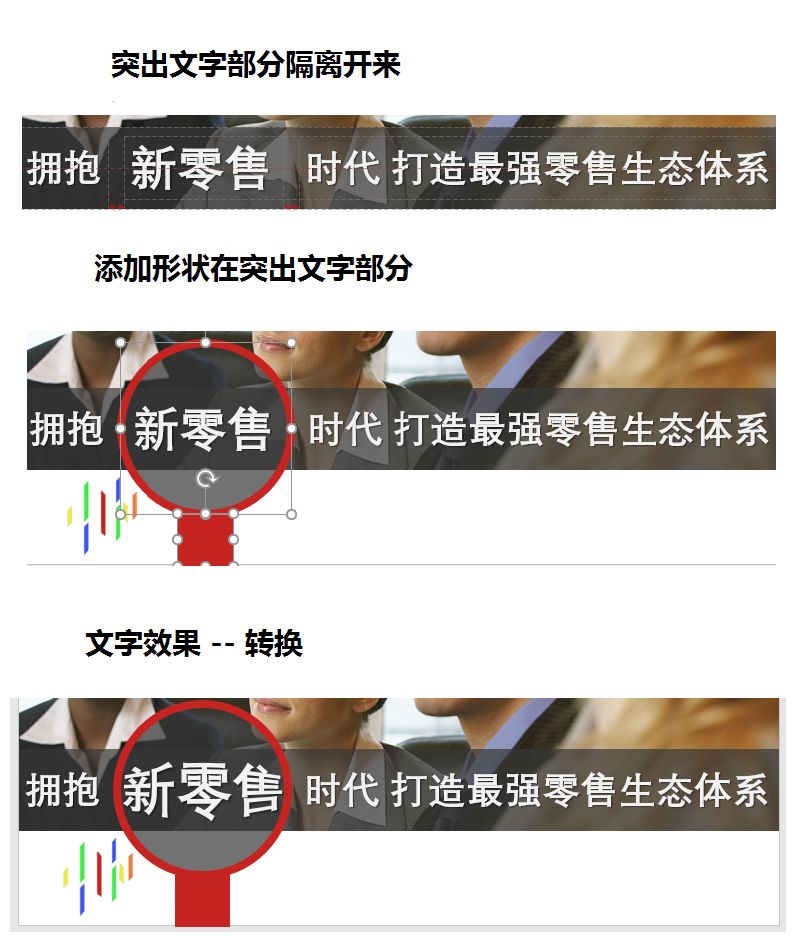 突出文字部分隔离开来
拥抱 新零售 时代 打造最强零售生态体系
添加形状在突出文字部分
拥抱 新零售 时代 打造最强零售生态体系
文字效果 -- 转换
拥抱 新零售 时代 打造最强零售生态体系